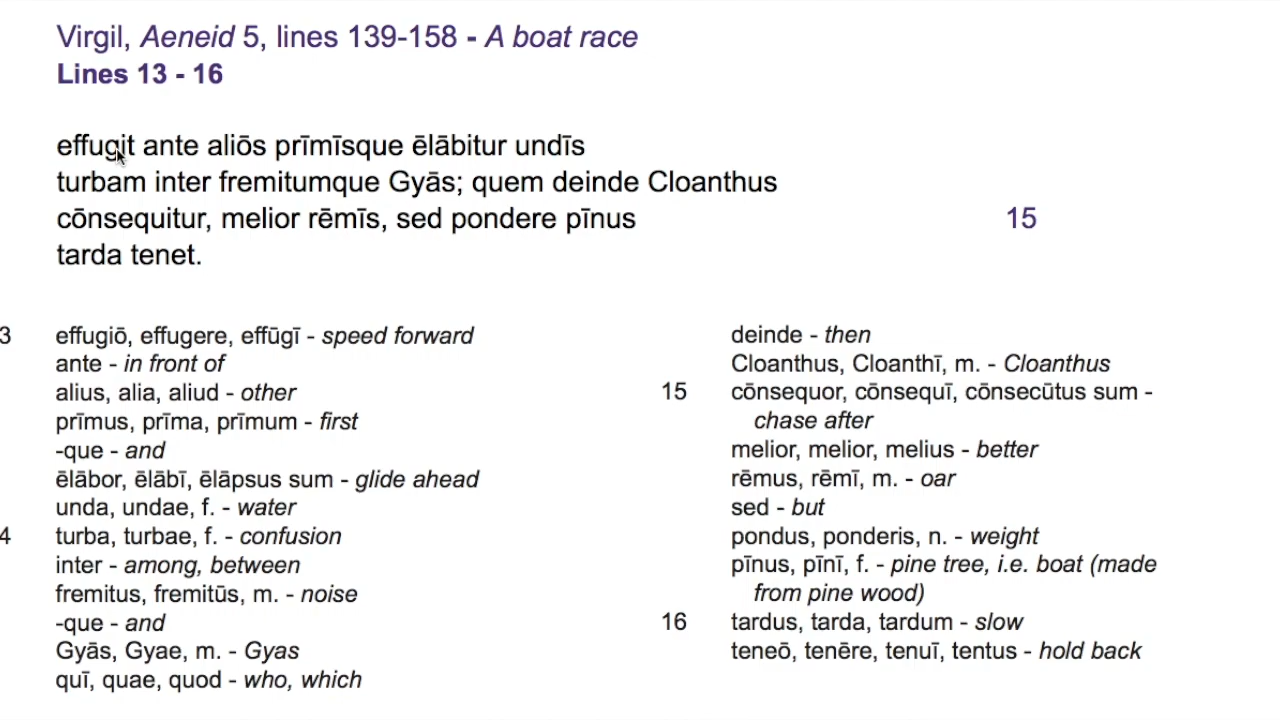 Virgil, Aeneid 5, lines 139-158 - A boat race
Lines 13 - 16
effugit ante aliōs prīmīsque ēlābitur undīs
turbam inter fremitumque Gyās; quem deinde Cloanthus
cōnsequitur, melior rēmīs, sed pondere pīnus
15
tarda tenet.
3
effugiō, effugere, effūgī - speed forward
ante - in front of
alius, alia, aliud - other
prīmus, prīma, prīmum - first
-que - and
ēlābor, ēlābī, ēlāpsus sum - glide ahead
unda, undae, f. - water
4
turba, turbae, f. - confusion
inter - among, between
fremitus, fremitūs, m. - noise
-que - and
Gyās, Gyae, m. - Gyas
quī, quae, quod - who, which
deinde - then
Cloanthus, Cloanthī, m. - Cloanthus
15
cōnsequor, cōnsequī, cōnsecūtus sum -
chase after
melior, melior, melius - better
rēmus, rēmī, m. - oar
sed - but
pondus, ponderis, n. - weight
pīnus, pīnī, f. - pine tree, i.e. boat (made
from pine wood)
16
tardus, tarda, tardum - slow
teneō, tenēre, tenuī, tentus - hold back